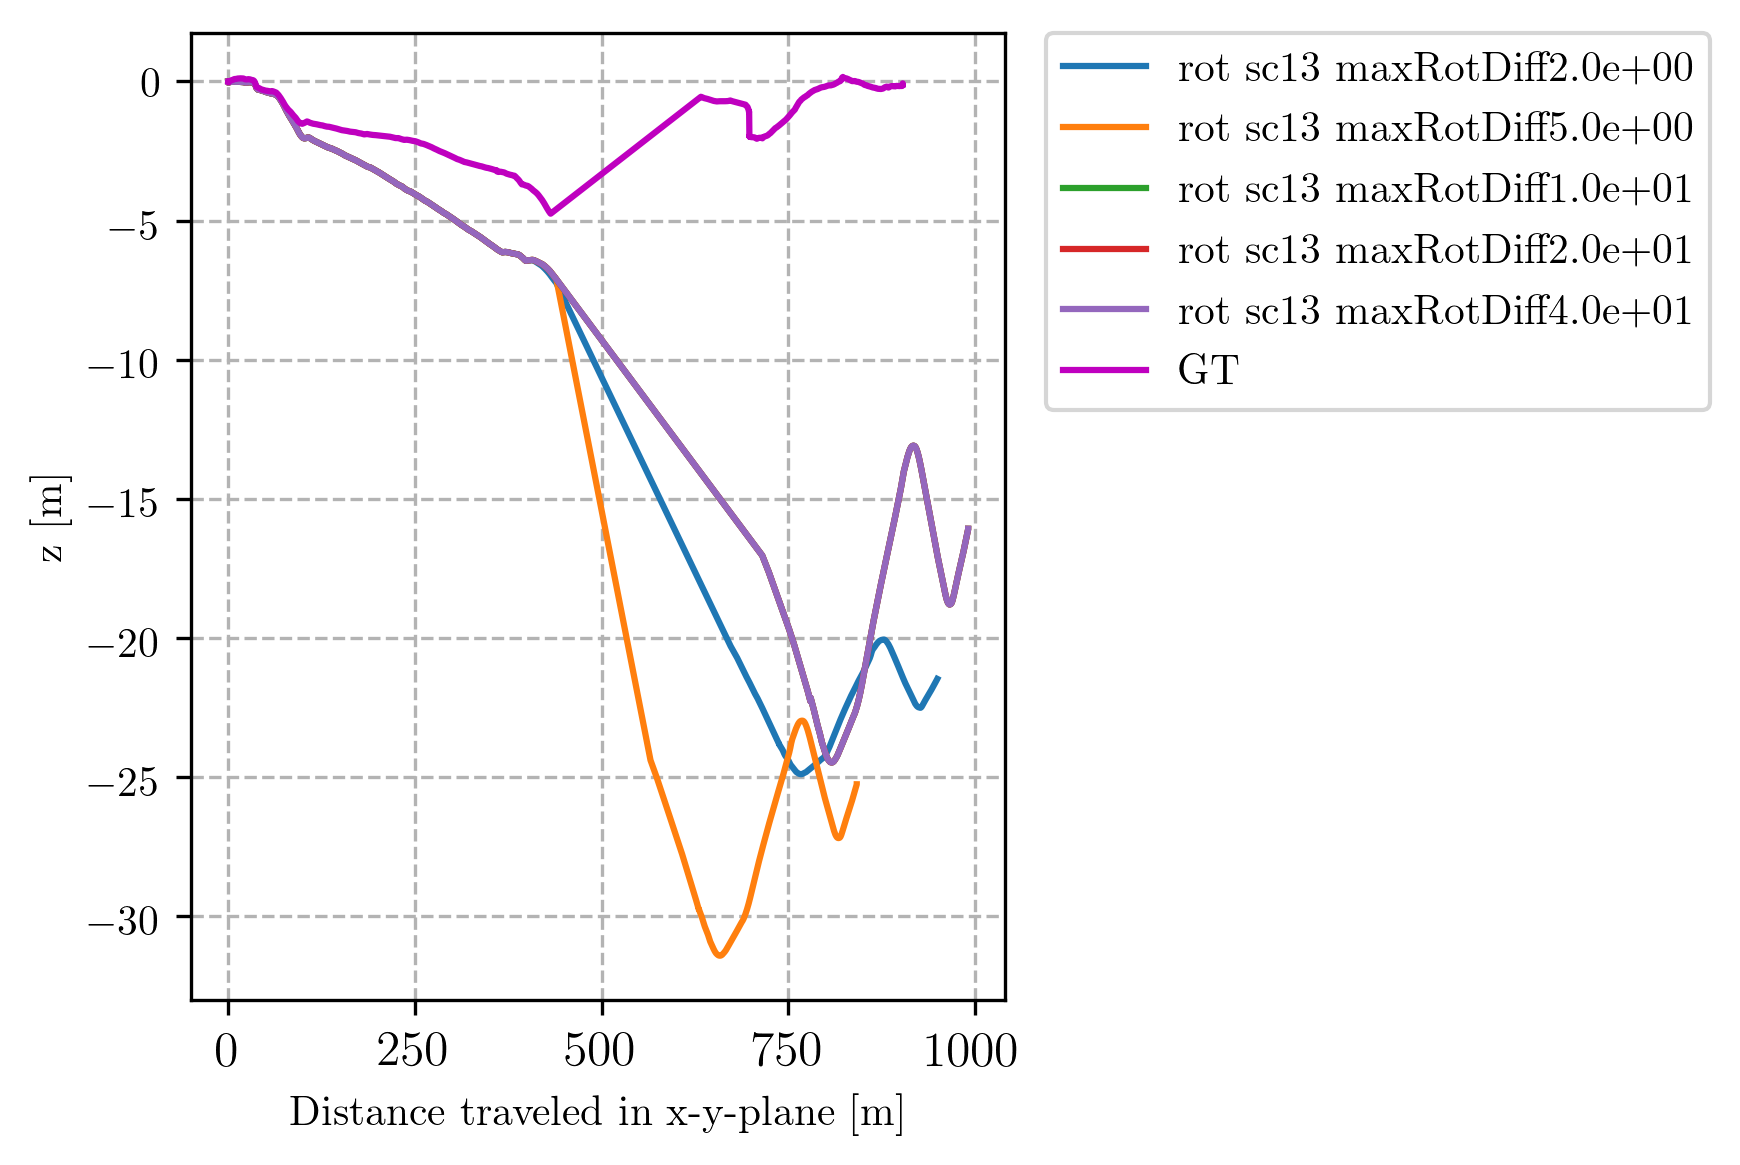 0
−5
−10
−15
−20
−25
−30
z [m]
0
250
500
750
1000
Distance traveled in x-y-plane [m]
rot sc13 maxRotDiff2.0e+00
rot sc13 maxRotDiff5.0e+00
rot sc13 maxRotDiff1.0e+01
rot sc13 maxRotDiff2.0e+01
rot sc13 maxRotDiff4.0e+01
GT